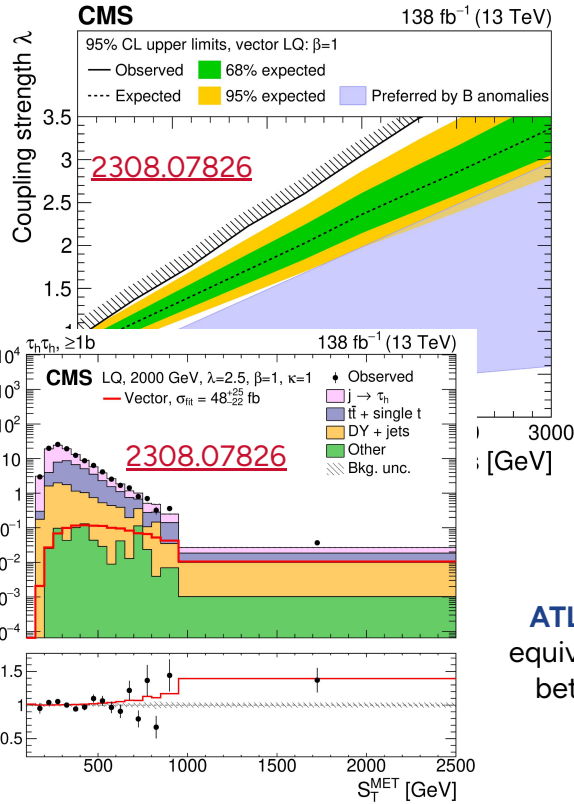 CMS 138 fb⁻¹ (13 TeV)
95% CL upper limits, vector LQ: β=1
Observed 68% expected
Expected 95% expected Preferred by B anomalies
Coupling strength λ
3.5
3
2.5
2
1.5
2308.07826
3000
[GeV]
τhτh, ≥1b 138 fb⁻¹ (13 TeV)
CMS LQ, 2000 GeV, λ=2.5, β=1, κ=1
Vector, σfit = 48⁺²⁵₋₂₂ fb
Observed
j → τh
tt̄ + single t
DY + jets
Other
Bkg. unc.
2308.07826
10
1
1.5
1
0.5
500 1000 1500 2000 2500
S_T^MET [GeV]